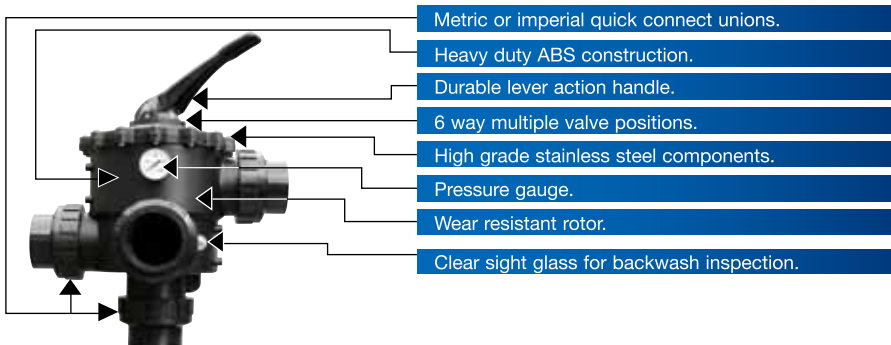 Metric or imperial quick connect unions.
Heavy duty ABS construction.
Durable lever action handle.
6 way multiple valve positions.
High grade stainless steel components.
Pressure gauge.
Wear resistant rotor.
Clear sight glass for backwash inspection.